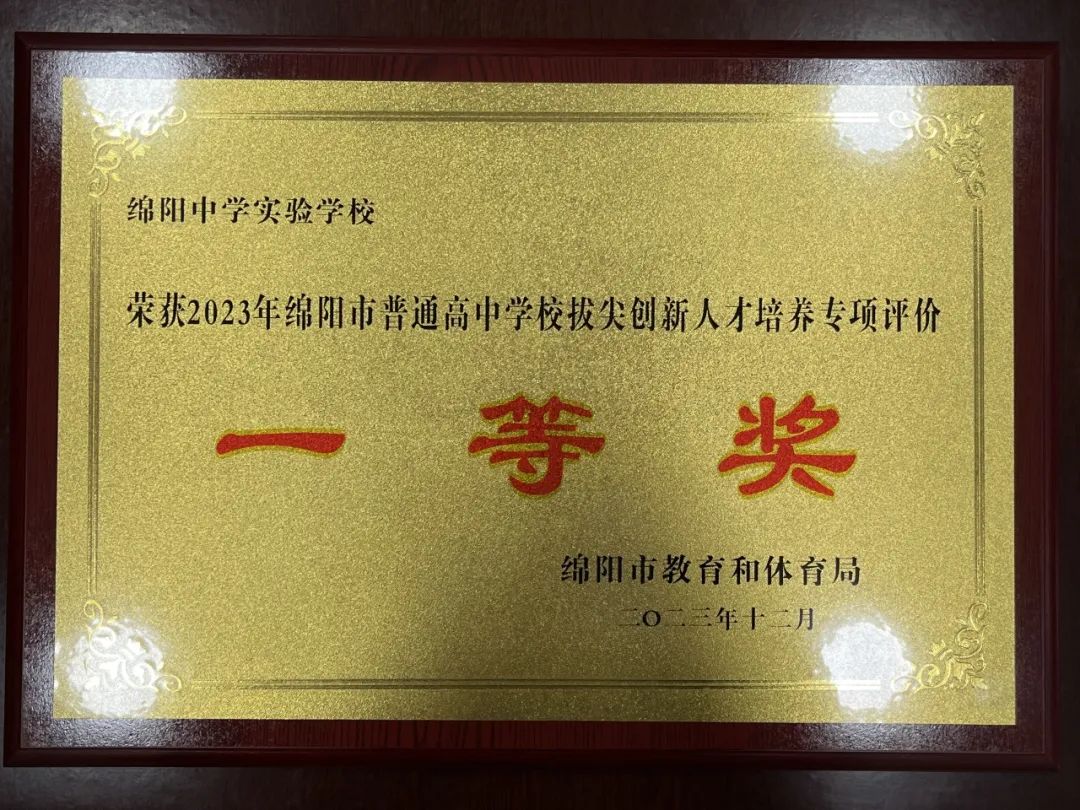 绵阳中学实验学校
荣获2023年绵阳市普通高中学校拔尖创新人才培养专项评价
一等奖
绵阳市教育和体育局
二〇二三年十二月